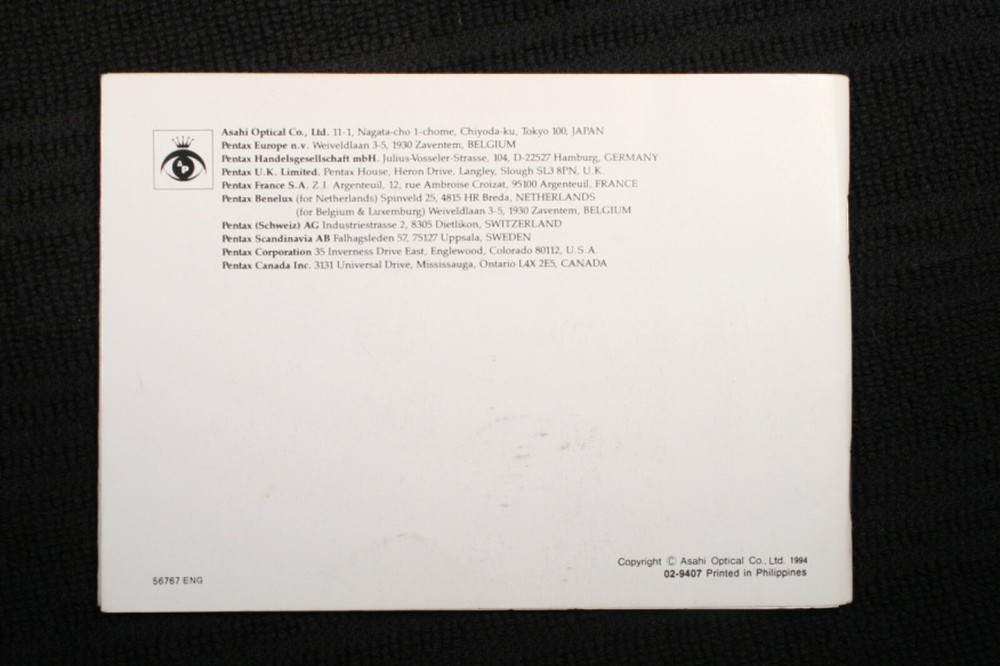 Asahi Optical Co., Ltd. 11-1, Nagata-cho 1-chome, Chiyoda-ku, Tokyo 100, JAPAN
Pentax Europe n.v. Weiveldlaan 3-5, 1930 Zaventem, BELGIUM
Pentax Handelsgesellschaft mbH. Julius-Vosseler-Strasse, 104, D-22527 Hamburg, GERMANY
Pentax U.K. Limited. Pentax House, Heron Drive, Langley, Slough SL3 8PN, U.K.
Pentax France S.A. Z.I. Argenteuil, 12, rue Ambroise Croizat, 95100 Argenteuil, FRANCE
Pentax Benelux (for Netherlands) Spinveld 25, 4815 HR Breda, NETHERLANDS
(for Belgium & Luxemburg) Weiveldlaan 3-5, 1930 Zaventem, BELGIUM
Pentax (Schweiz) AG Industriestrasse 2, 8305 Dietlikon, SWITZERLAND
Pentax Scandinavia AB Falhagsleden 57, 75127 Uppsala, SWEDEN
Pentax Corporation 35 Inverness Drive East, Englewood, Colorado 80112, U.S.A.
Pentax Canada Inc. 3131 Universal Drive, Mississauga, Ontario L4X 2E5, CANADA
AP
56767 ENG
Copyright © Asahi Optical Co., Ltd. 1994
02-9407 Printed in Philippines